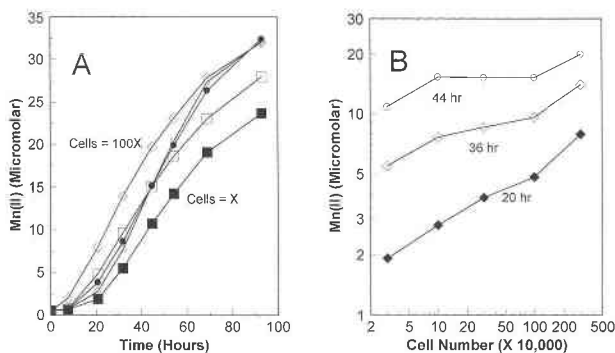 A
Mn(II) (Micromolar)
35
30
25
20
15
10
5
0
Cells = 100X
Cells = X
0 20 40 60 80 100
Time (Hours)
B
Mn(II) (Micromolar)
30
20
10
5
3
2
1
44 hr
36 hr
20 hr
2 5 10 20 50 100 200 500
Cell Number (X 10,000)